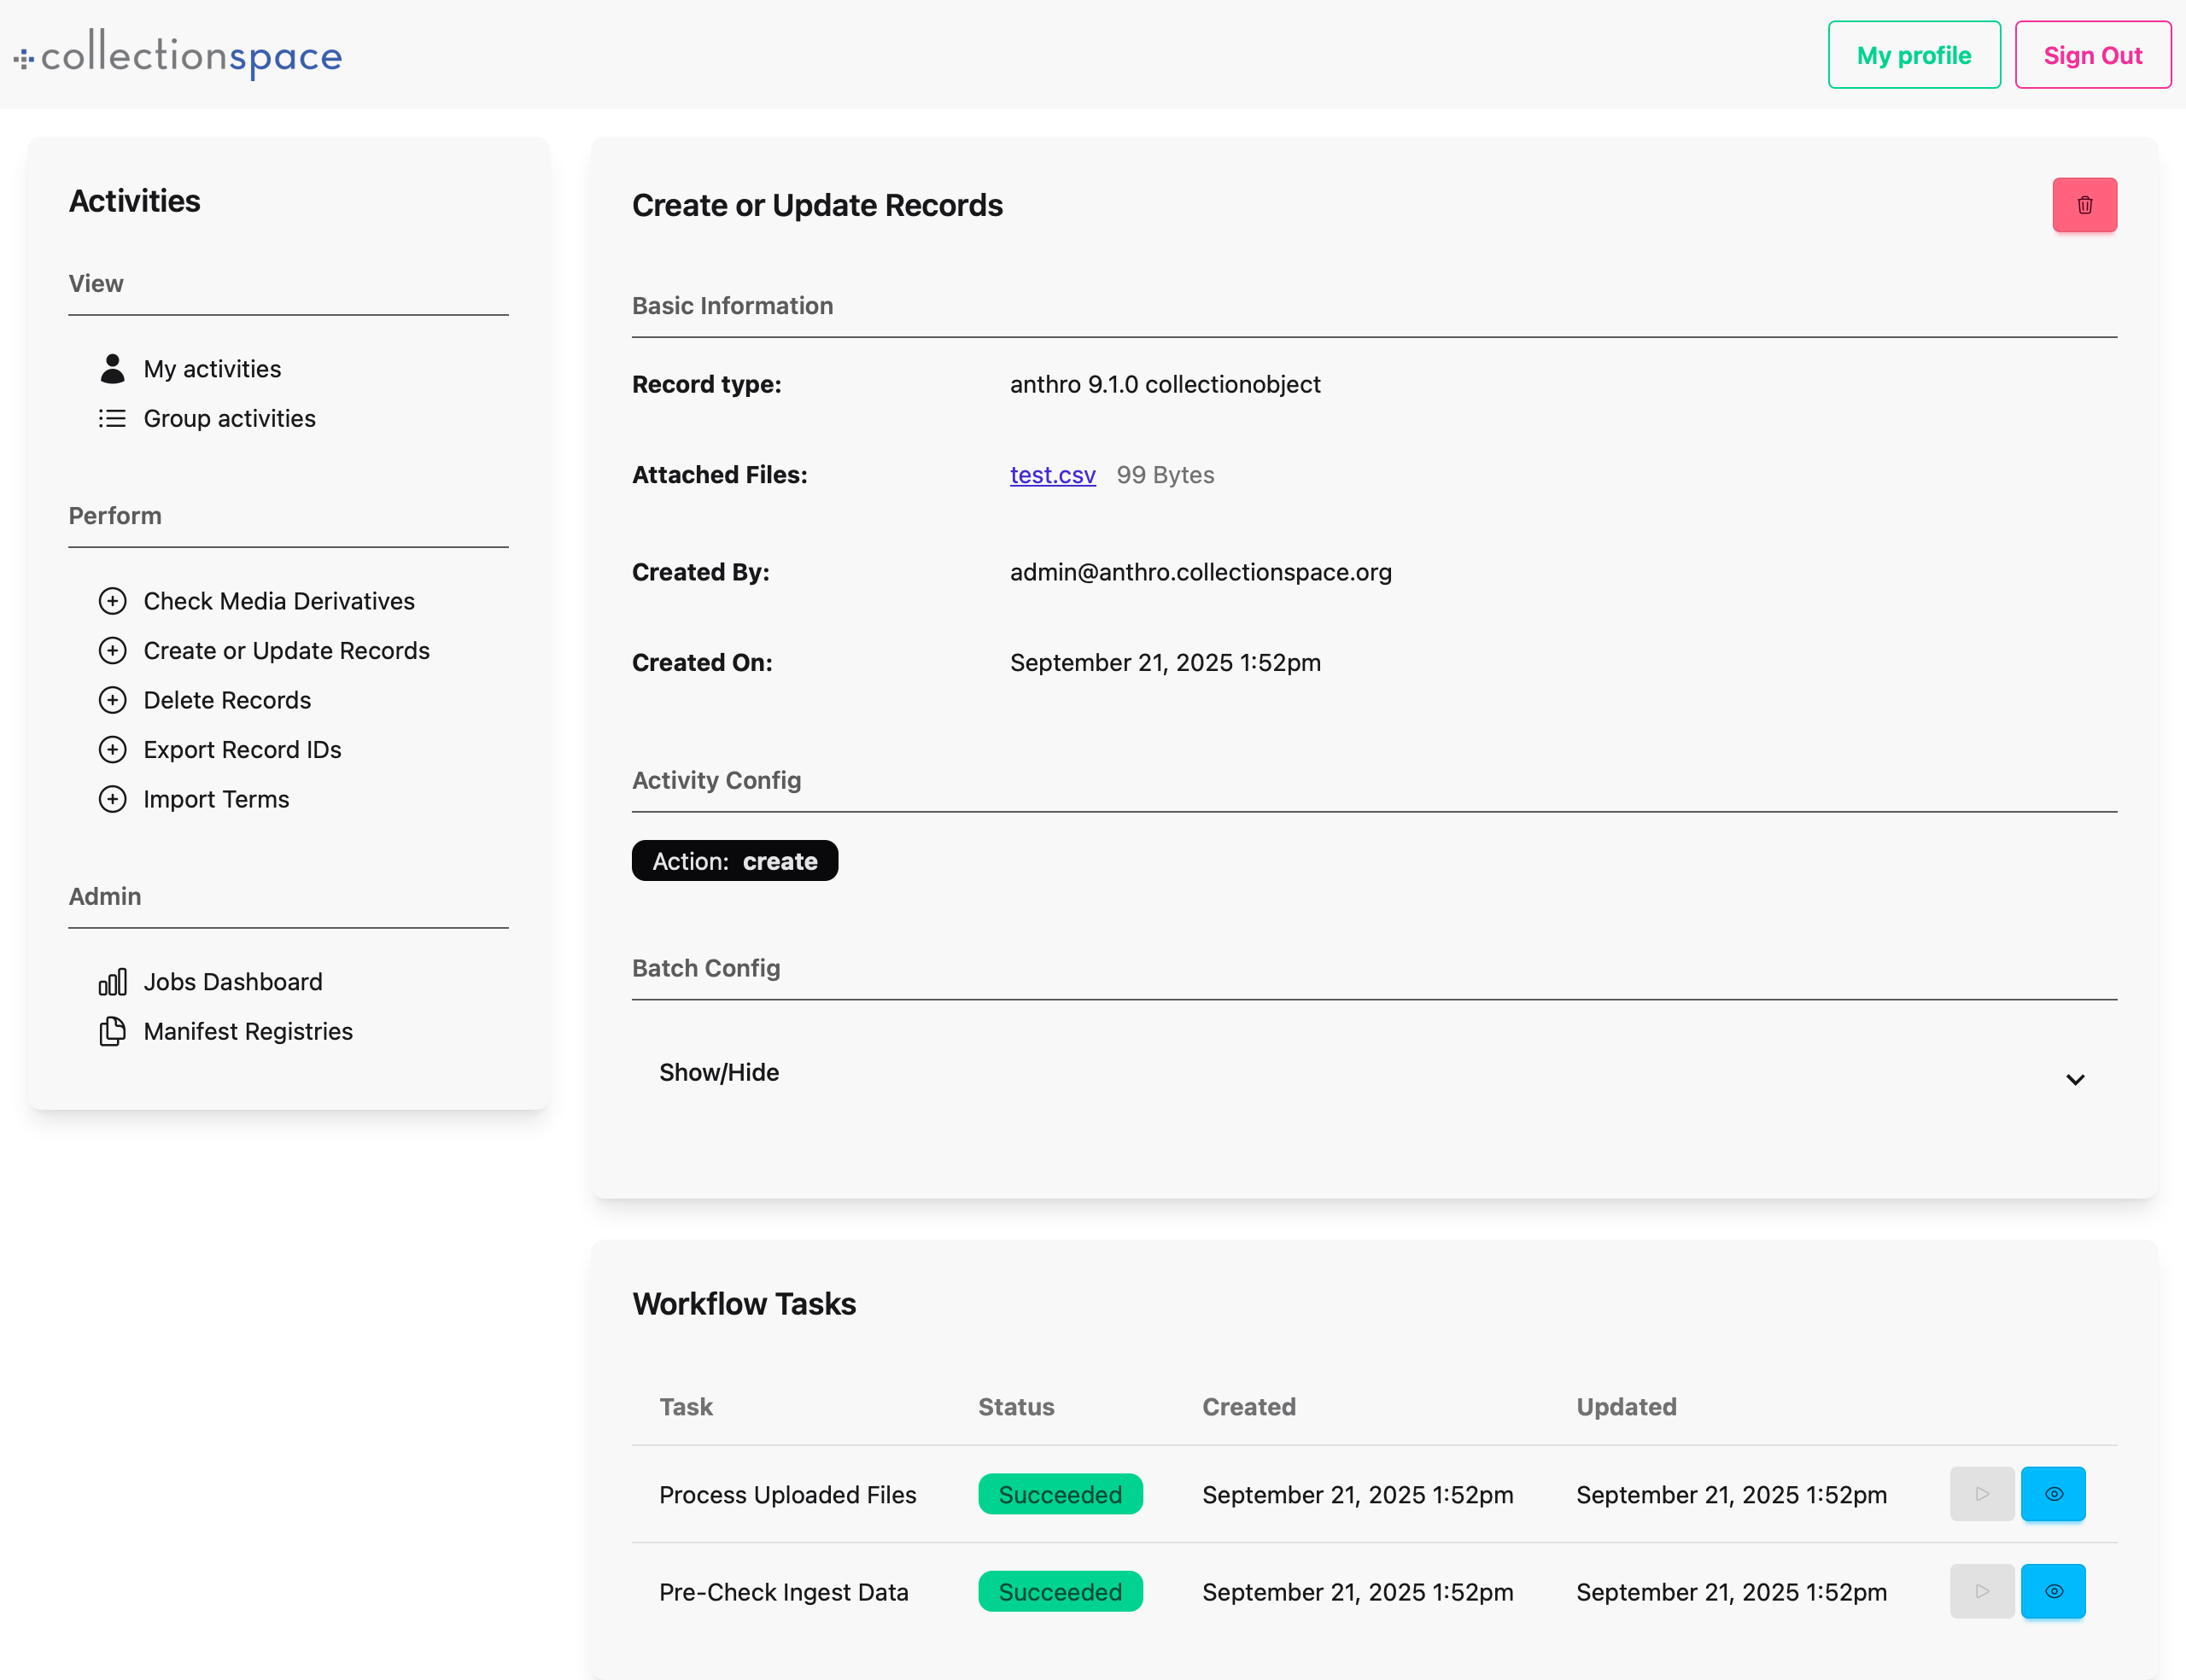 collectionspace
My profile
Sign Out
Activities
View
My activities
Group activities
Perform
Check Media Derivatives
Create or Update Records
Delete Records
Export Record IDs
Import Terms
Admin
Jobs Dashboard
Manifest Registries
Create or Update Records
Basic Information
Record type: anthro 9.1.0 collectionobject
Attached Files: test.csv 99 Bytes
Created By: admin@anthro.collectionspace.org
Created On: September 21, 2025 1:52pm
Activity Config
Action: create
Batch Config
Show/Hide
Workflow Tasks
Task Status Created Updated
Process Uploaded Files Succeeded September 21, 2025 1:52pm September 21, 2025 1:52pm
Pre-Check Ingest Data Succeeded September 21, 2025 1:52pm September 21, 2025 1:52pm